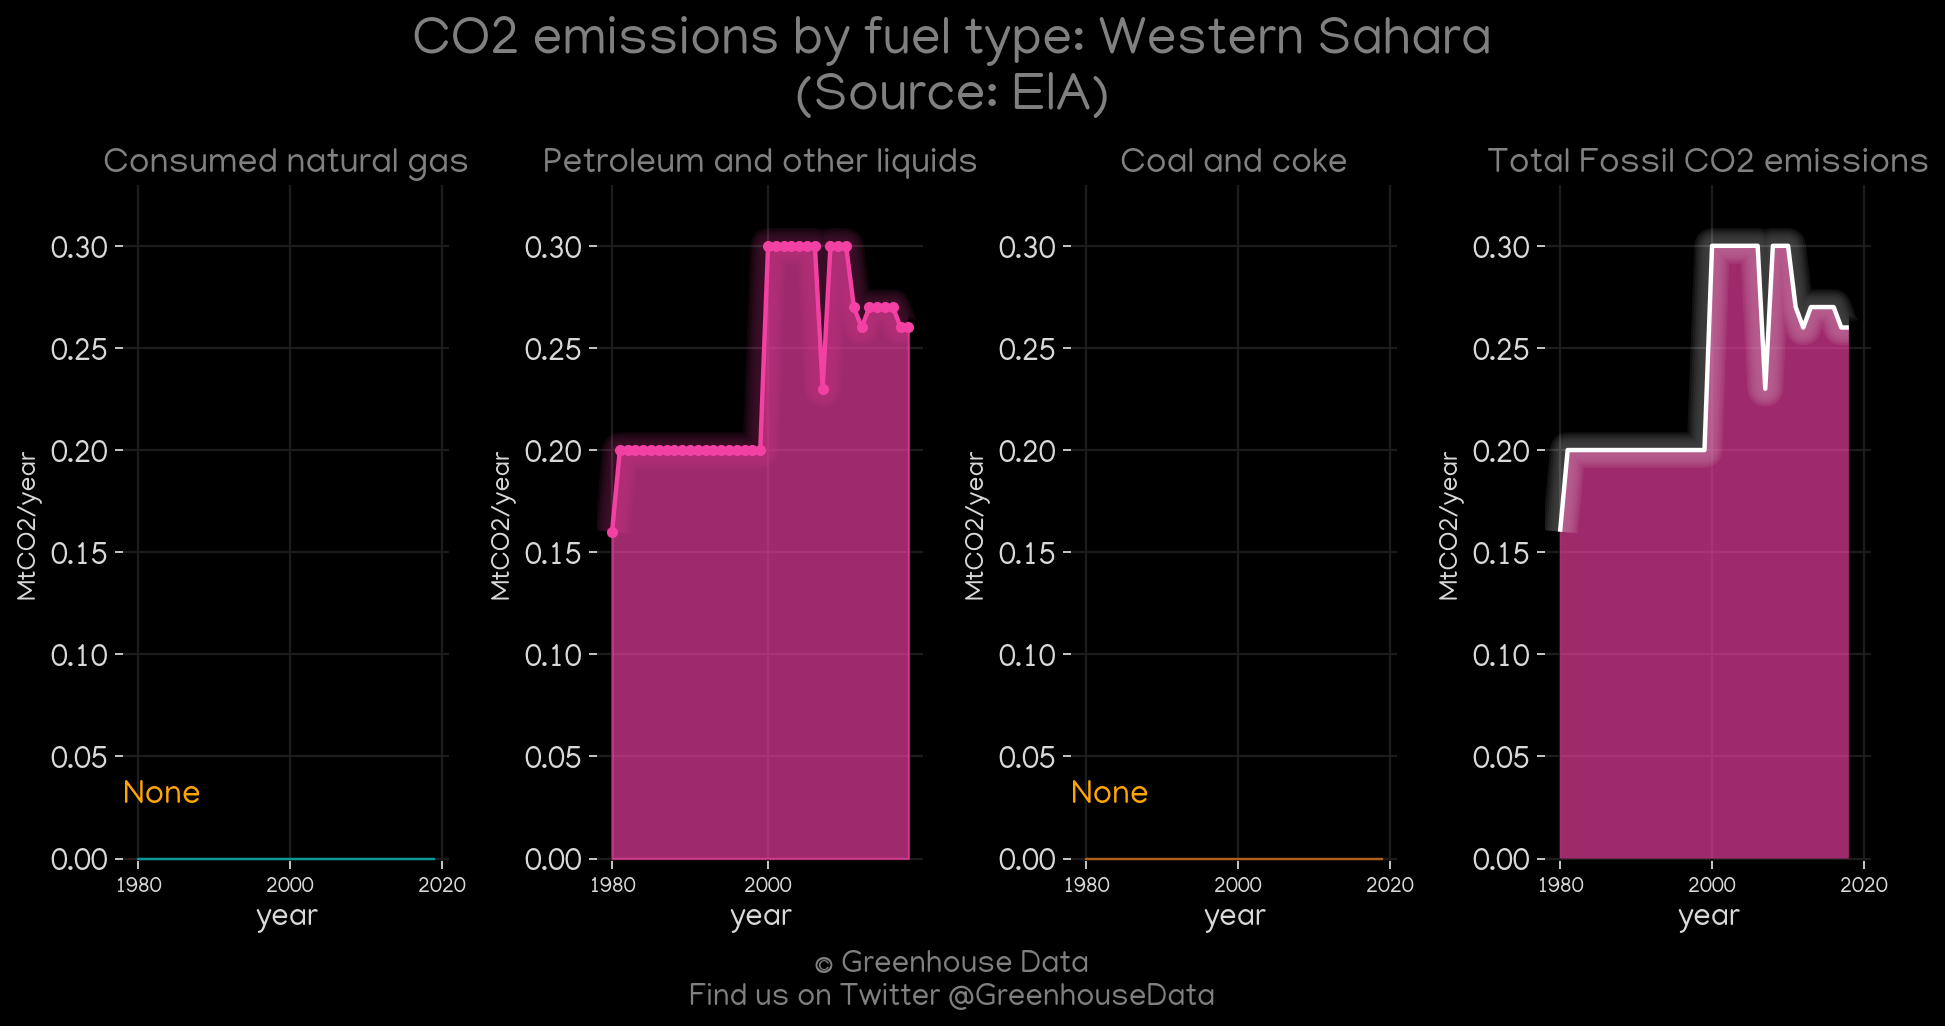 CO2 emissions by fuel type: Western Sahara
(Source: EIA)
Consumed natural gas
0.30
0.25
0.20
0.15
0.10
0.05
0.00
MtCO2/year
None
1980 2000 2020
year
Petroleum and other liquids
0.30
0.25
0.20
0.15
0.10
0.05
0.00
MtCO2/year
1980 2000
year
Coal and coke
0.30
0.25
0.20
0.15
0.10
0.05
0.00
MtCO2/year
None
1980 2000 2020
year
Total Fossil CO2 emissions
0.30
0.25
0.20
0.15
0.10
0.05
0.00
MtCO2/year
1980 2000 2020
year
© Greenhouse Data
Find us on Twitter @GreenhouseData